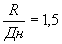 R/Дн = 1,5